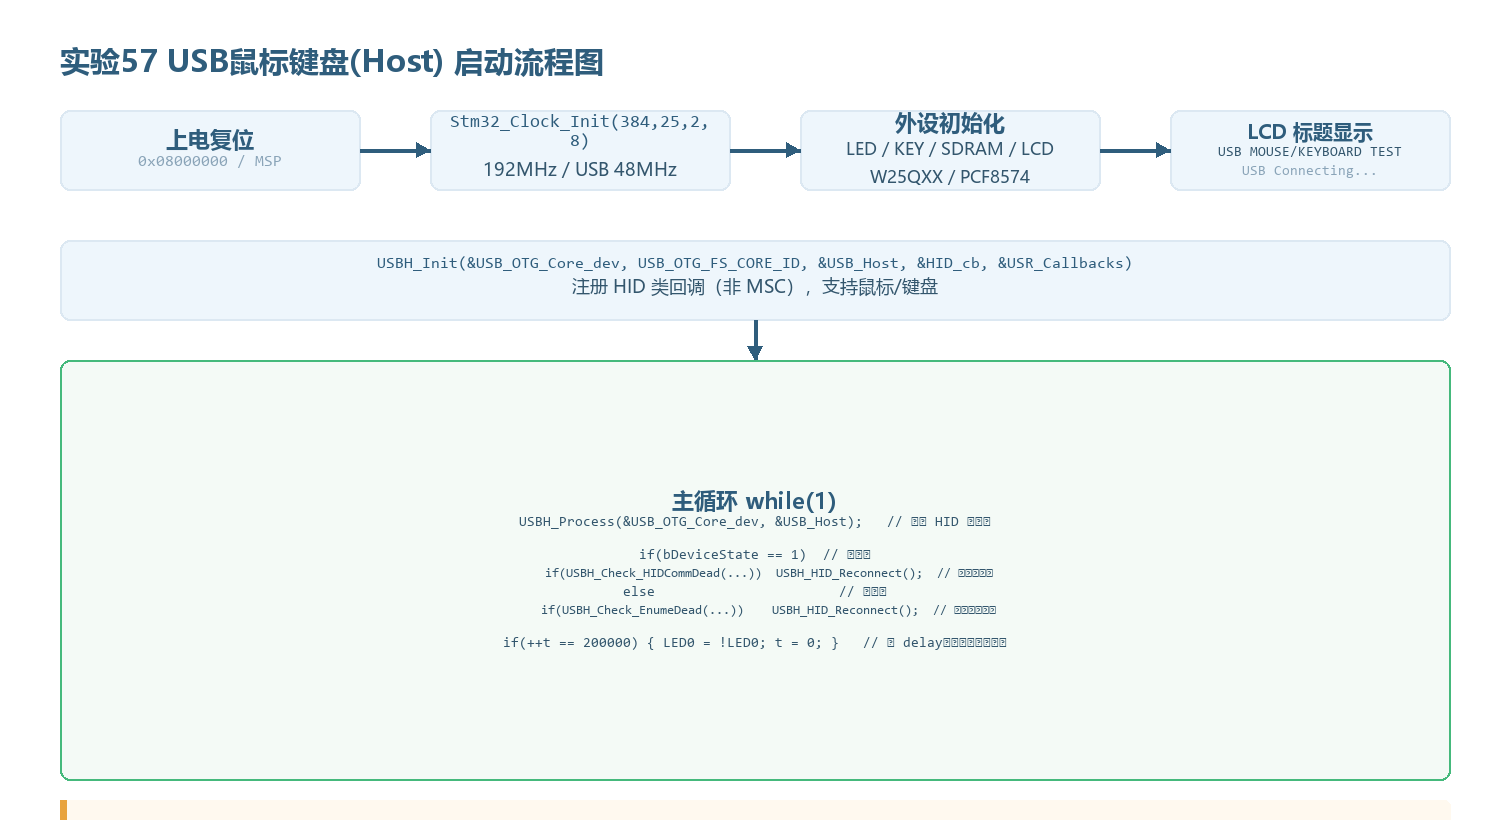 实验57 USB鼠标键盘(Host) 启动流程图
上电复位
0x08000000 / MSP
Stm32_Clock_Init(384,25,2,
8)
192MHz / USB 48MHz
外设初始化
LED / KEY / SDRAM / LCD
W25QXX / PCF8574
LCD 标题显示
USB MOUSE/KEYBOARD TEST
USB Connecting...
USBH_Init(&USB_OTG_Core_dev, USB_OTG_FS_CORE_ID, &USB_Host, &HID_cb, &USR_Callbacks)
注册 HID 类回调（非 MSC），支持鼠标/键盘
主循环 while(1)
USBH_Process(&USB_OTG_Core_dev, &USB_Host); // HID
if(bDeviceState == 1) //
if(USBH_Check_HIDCommDead(...)) USBH_HID_Reconnect(); //
else //
if(USBH_Check_EnumeDead(...)) USBH_HID_Reconnect(); //
if(++t == 200000) { LED0 = !LED0; t = 0; } // delay